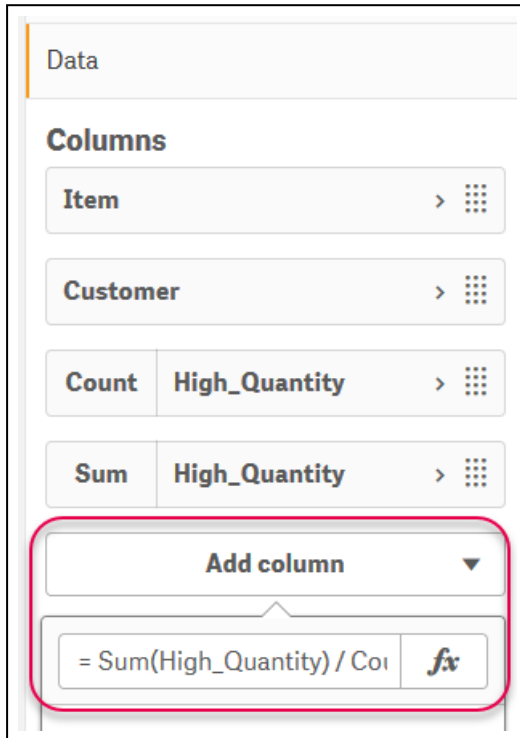 Data
Columns
Item
Customer
Count High_Quantity
Sum High_Quantity
Add column
= Sum(High_Quantity) / Cou fx